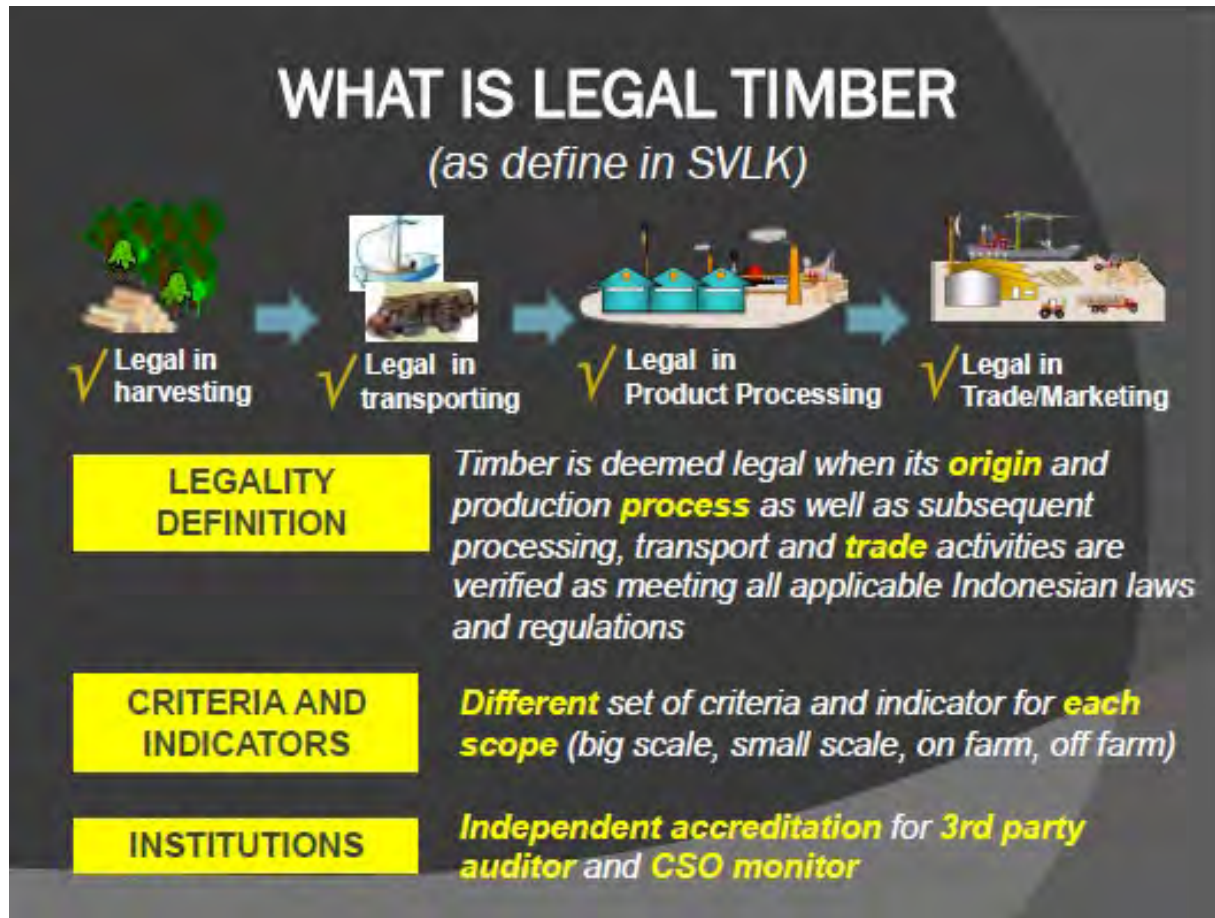 WHAT IS LEGAL TIMBER
(as define in SVLK)
√ Legal in
harvesting
√ Legal in
transporting
√ Legal in
Product Processing
√ Legal in
Trade/Marketing
LEGALITY
DEFINITION
Timber is deemed legal when its origin and
production process as well as subsequent
processing, transport and trade activities are
verified as meeting all applicable Indonesian laws
and regulations
CRITERIA AND
INDICATORS
Different set of criteria and indicator for each
scope (big scale, small scale, on farm, off farm)
INSTITUTIONS
Independent accreditation for 3rd party
auditor and CSO monitor